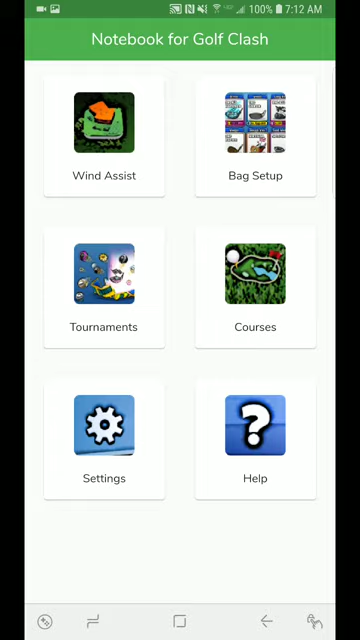 100% 7:12 AM
Notebook for Golf Clash
Wind Assist
Bag Setup
Tournaments
Courses
Settings
Help